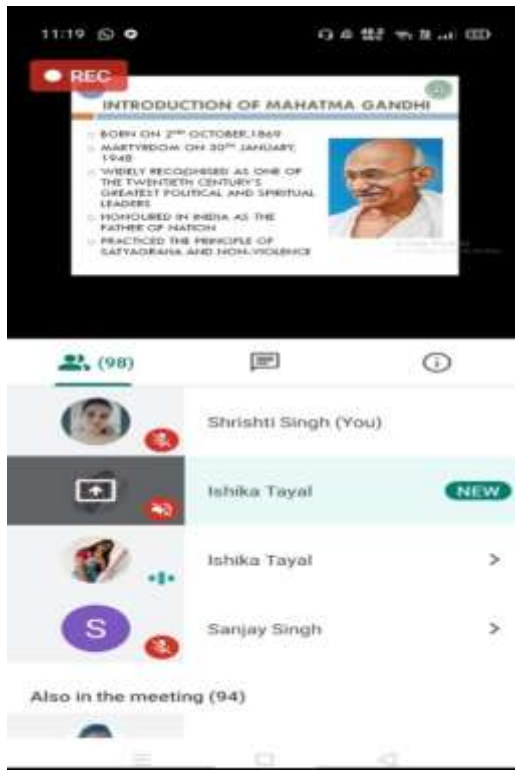 11:19
REC
INTRODUCTION OF MAHATMA GANDHI
BORN ON 2ND OCTOBER,1869
MARTYRDOM ON 30TH JANUARY,
1948
WIDELY RECOGNISED AS ONE OF
THE TWENTIETH CENTURY'S
GREATEST POLITICAL AND SPIRITUAL
LEADERS
HONOURED IN INDIA AS THE
FATHER OF NATION
PRACTICED THE PRINCIPLE OF
SATYAGRAHA AND NON-VIOLENCE
(98)
Shrishti Singh (You)
Ishika Tayal
NEW
Ishika Tayal
S
Sanjay Singh
Also in the meeting (94)